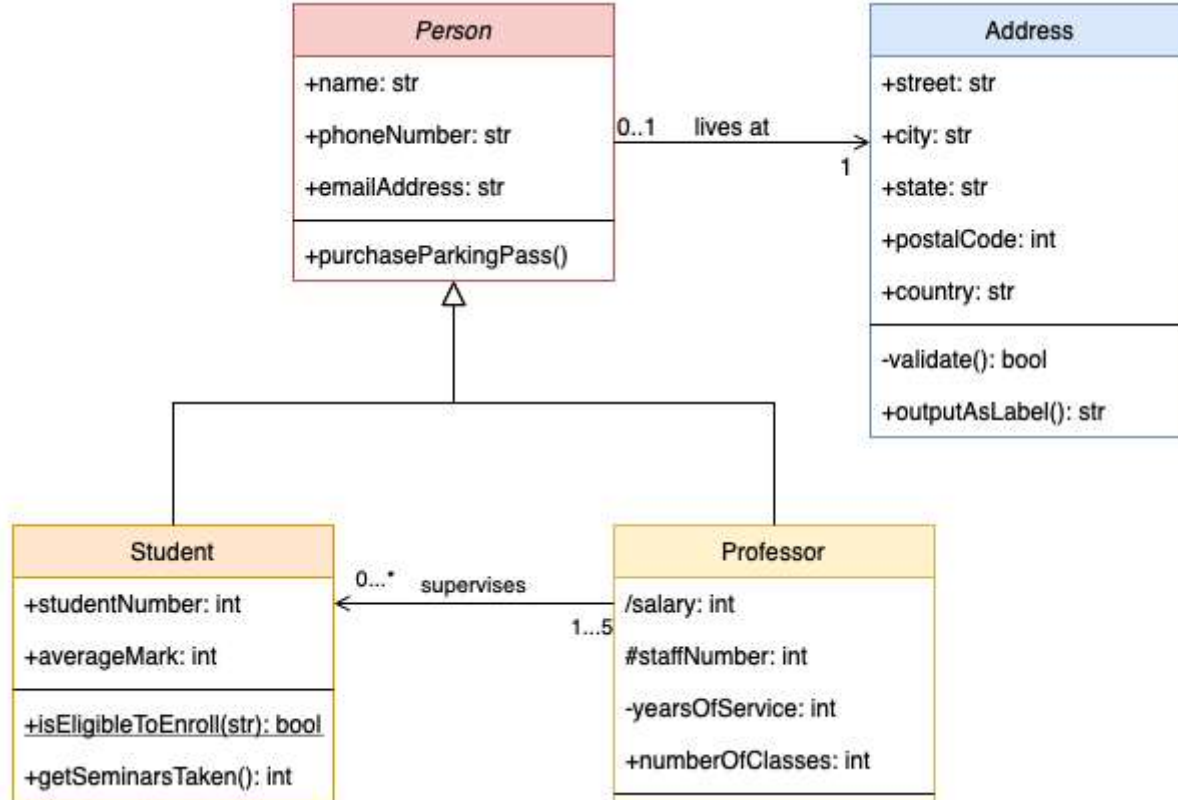 Person
+name: str
+phoneNumber: str
+emailAddress: str
+purchaseParkingPass()
0..1
lives at
1
Address
+street: str
+city: str
+state: str
+postalCode: int
+country: str
-validate(): bool
+outputAsLabel(): str
Student
+studentNumber: int
+averageMark: int
+isEligibleToEnroll(str): bool
+getSeminarsTaken(): int
0...*
supervises
1...5
Professor
/salary: int
#staffNumber: int
-yearsOfService: int
+numberOfClasses: int